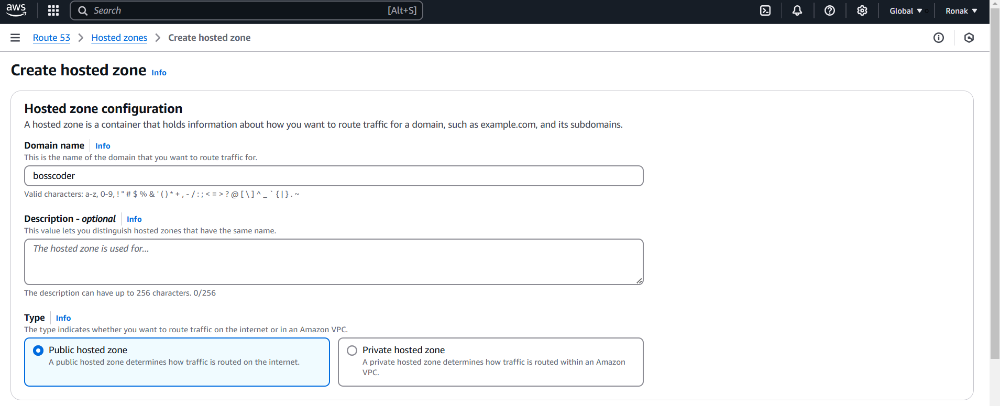 aws Search [Alt+S] Global Ronak
Route 53 Hosted zones Create hosted zone
Create hosted zone Info
Hosted zone configuration
A hosted zone is a container that holds information about how you want to route traffic for a domain, such as example.com, and its subdomains.
Domain name Info
This is the name of the domain that you want to route traffic for.
bosscoder
Valid characters: a-z, 0-9, ! " # $ % & ' ( ) * + , - / : ; < = > ? @ [ \ ] ^ _ ` { | } . ~
Description - optional Info
This value lets you distinguish hosted zones that have the same name.
The hosted zone is used for...
The description can have up to 256 characters. 0/256
Type Info
The type indicates whether you want to route traffic on the internet or in an Amazon VPC.
Public hosted zone
A public hosted zone determines how traffic is routed on the internet.
Private hosted zone
A private hosted zone determines how traffic is routed within an Amazon
VPC.